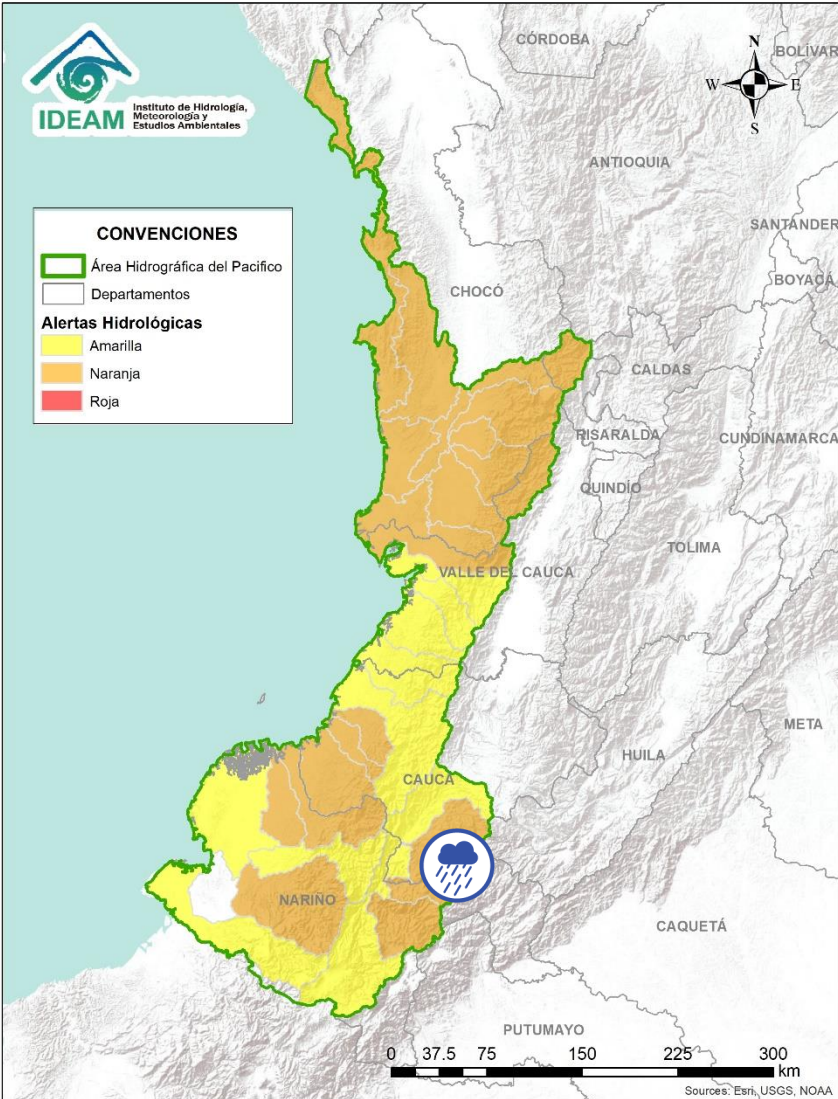 IDEAM
Instituto de Hidrología,
Meteorología y
Estudios Ambientales
CONVENCIONES
Área Hidrográfica del Pacifico
Departamentos
Alertas Hidrológicas
Amarilla
Naranja
Roja
N
W
E
S
CÓRDOBA
BOLÍVAR
ANTIOQUIA
SANTANDER
BOYACÁ
CHOCÓ
CALDAS
RISARALDA
CUNDINAMARCA
QUINDÍO
TOLIMA
VALLE DEL CAUCA
META
HUILA
CAUCA
NARIÑO
CAQUETÁ
PUTUMAYO
0 37.5 75 150 225 300
km
Sources: Esri, USGS, NOAA